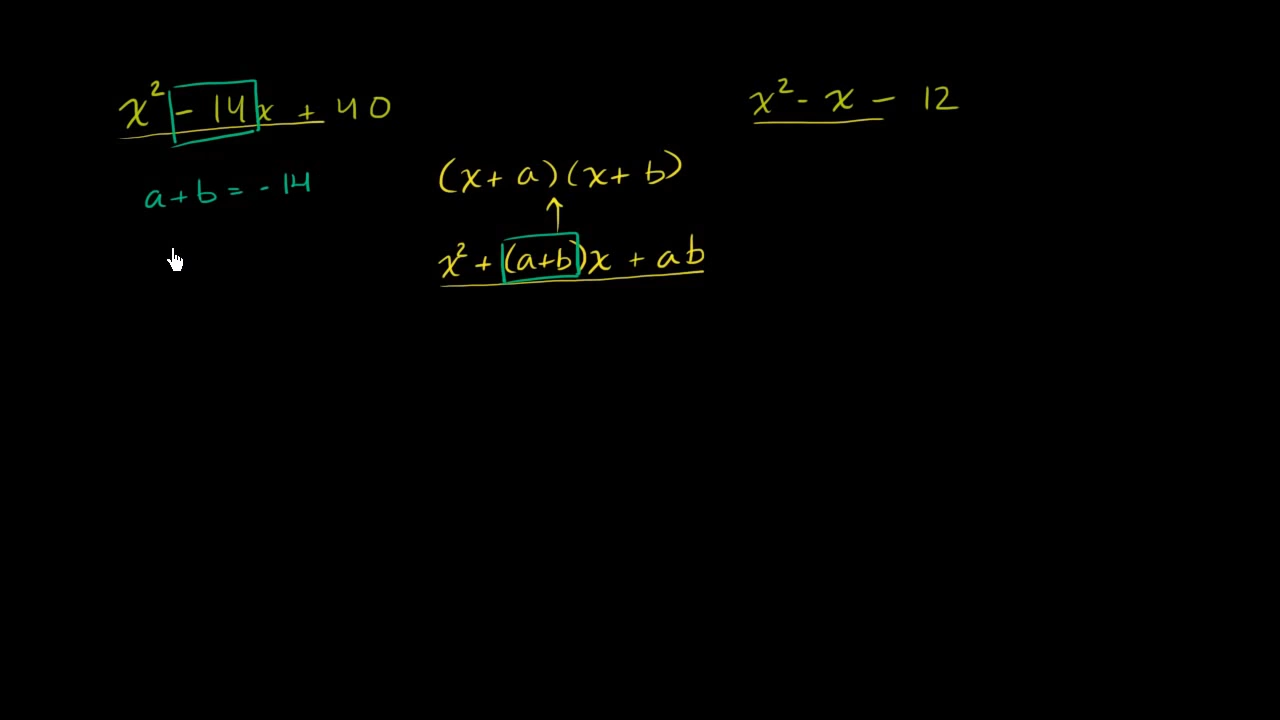 x² - 14x + 40
x² - x - 12
(x + a)(x + b)
a + b = -14
x² + (a+b)x + ab